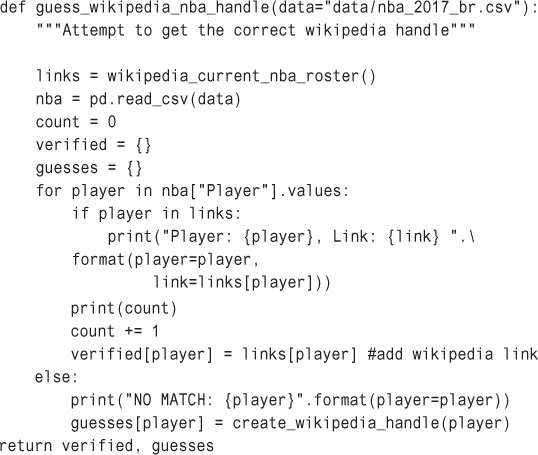 def guess_wikipedia_nba_handle(data="data/nba_2017_br.csv"):
    """Attempt to get the correct wikipedia handle"""

    links = wikipedia_current_nba_roster()
    nba = pd.read_csv(data)
    count = 0
    verified = {}
    guesses = {}
    for player in nba["Player"].values:
        if player in links:
            print("Player: {player}, Link: {link} ".\
        format(player=player,
                 link=links[player]))
        print(count)
        count += 1
        verified[player] = links[player] #add wikipedia link
    else:
        print("NO MATCH: {player}".format(player=player))
        guesses[player] = create_wikipedia_handle(player)
return verified, guesses